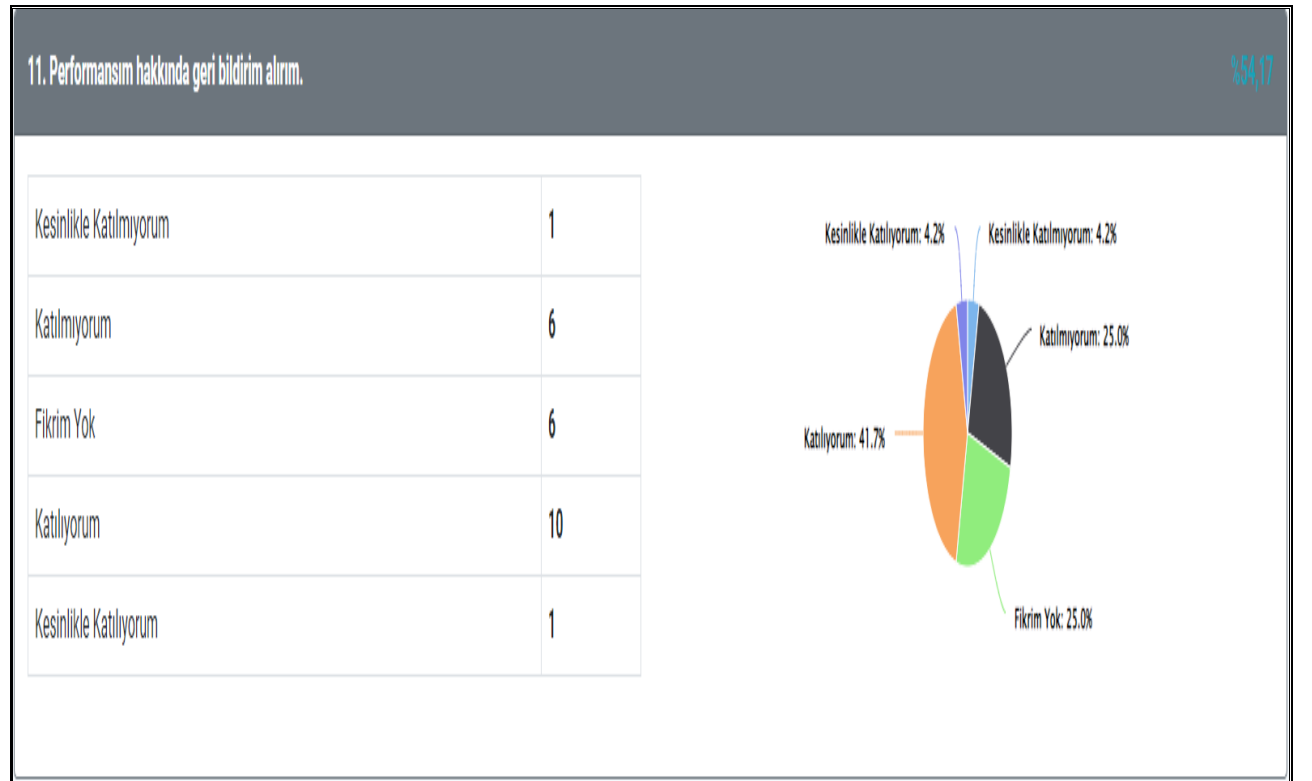 11. Performansım hakkında geri bildirim alırım.
%54,17
Kesinlikle Katılmıyorum 1
Katılmıyorum 6
Fikrim Yok 6
Katılıyorum 10
Kesinlikle Katılıyorum 1
Kesinlikle Katılıyorum: 4.2%
Kesinlikle Katılmıyorum: 4.2%
Katılmıyorum: 25.0%
Katılıyorum: 41.7%
Fikrim Yok: 25.0%